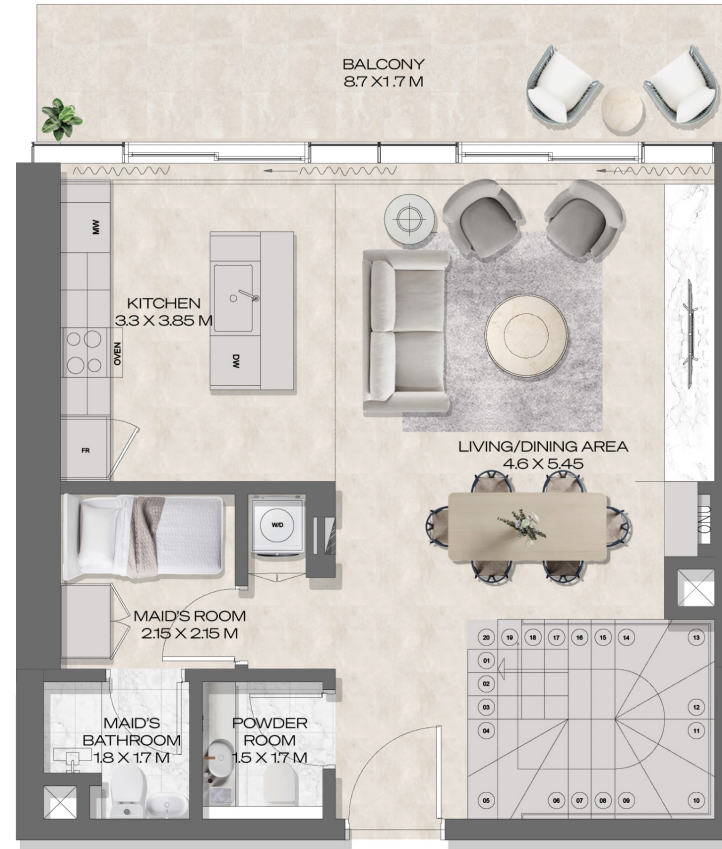 BALCONY
8.7 X1.7 M
MW
KITCHEN
3.3 X 3.85 M
OVEN
DW
FR
LIVING/DINING AREA
4.6 X 5.45
ONU
W/D
MAID'S ROOM
2.15 X 2.15 M
MAID'S
BATHROOM
1.8 X 1.7 M
POWDER
ROOM
1.5 X 1.7 M
20 19 18 17 16 15 14 13
01
02
03 12
04 11
05 06 07 08 09 10